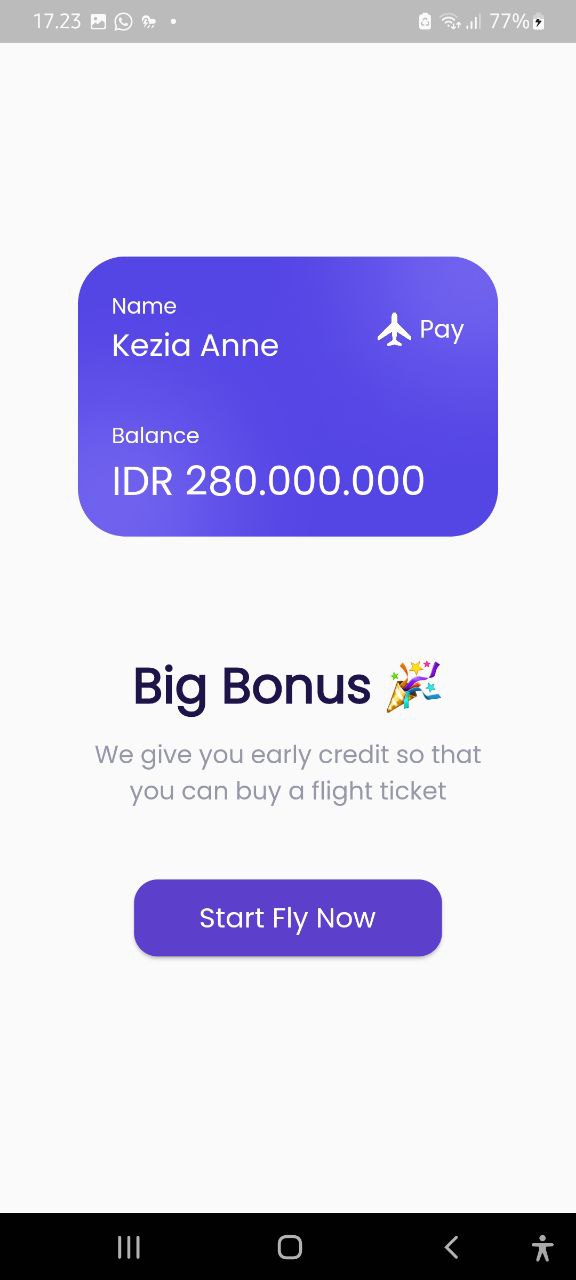 17.23
77%
Name
Kezia Anne
Pay
Balance
IDR 280.000.000
Big Bonus 🎉
We give you early credit so that
you can buy a flight ticket
Start Fly Now